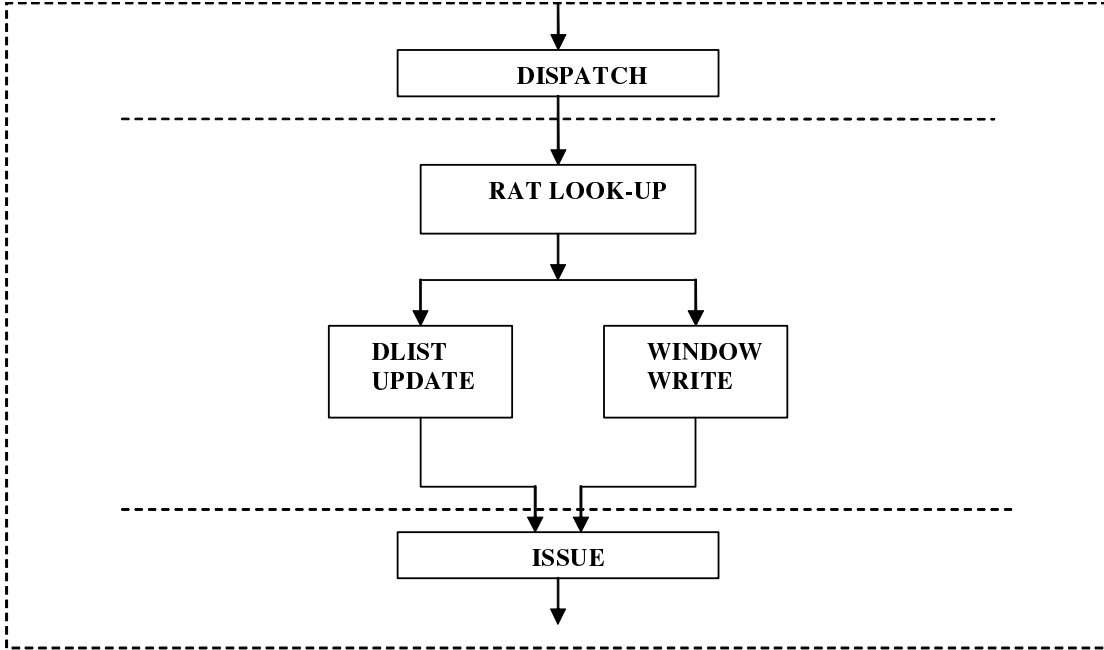 DISPATCH
RAT LOOK-UP
DLIST
UPDATE
WINDOW
WRITE
ISSUE